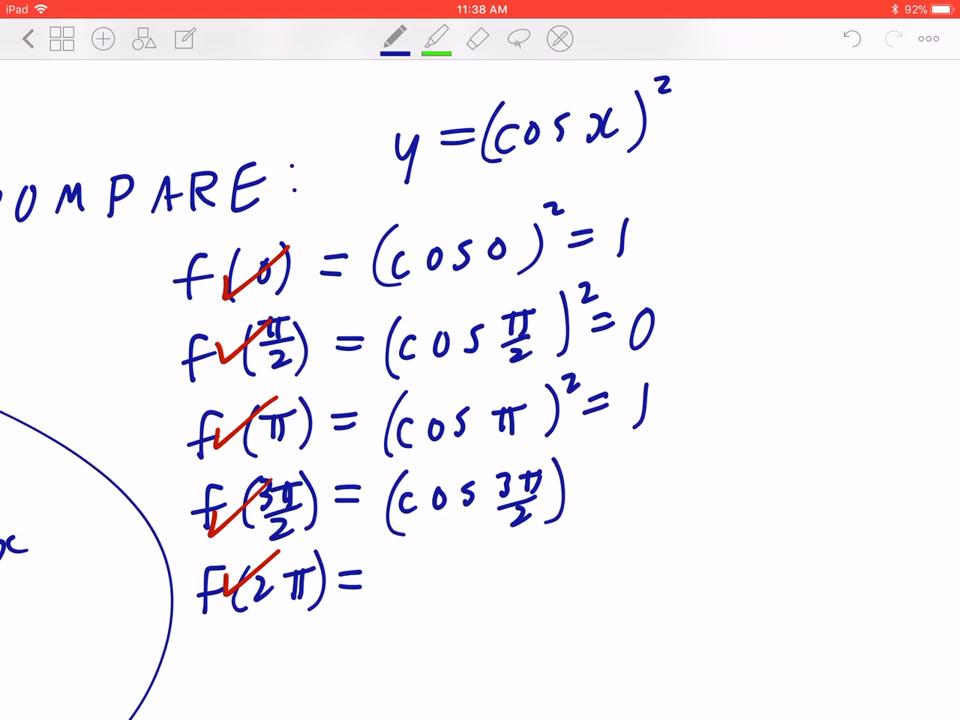 iPad 11:38 AM 92%
y = (cos x)²
OMPARE:
f(0) = (cos 0)² = 1
f(π/2) = (cos π/2)² = 0
f(π) = (cos π)² = 1
f(3π/2) = (cos 3π/2)
f(2π) =
x